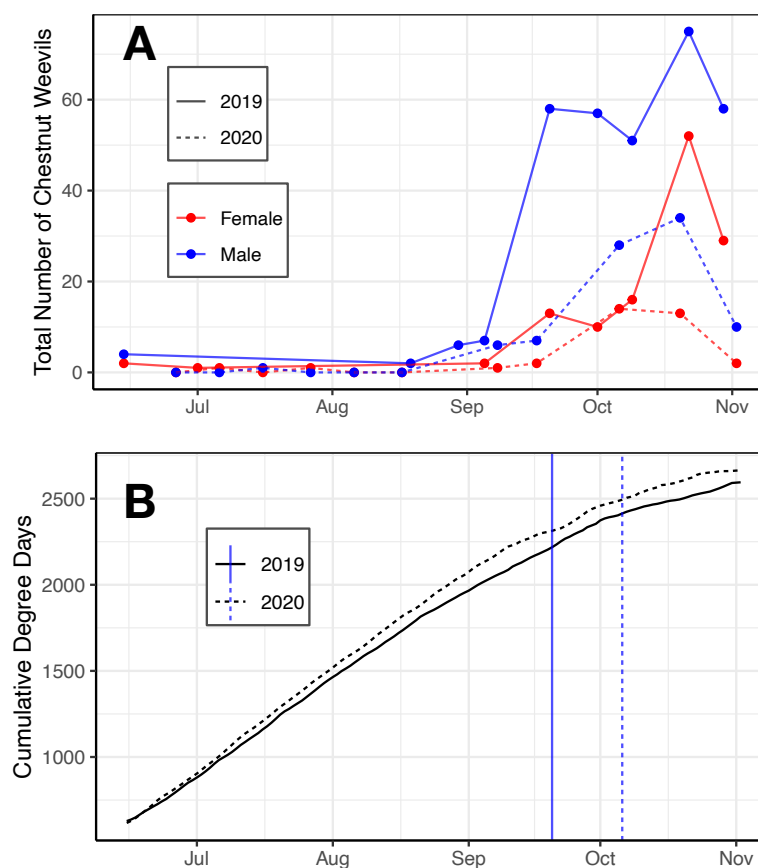 A
Total Number of Chestnut Weevils
60
40
20
0
2019
2020
Female
Male
Jul
Aug
Sep
Oct
Nov
B
Cumulative Degree Days
2500
2000
1500
1000
2019
2020
Jul
Aug
Sep
Oct
Nov